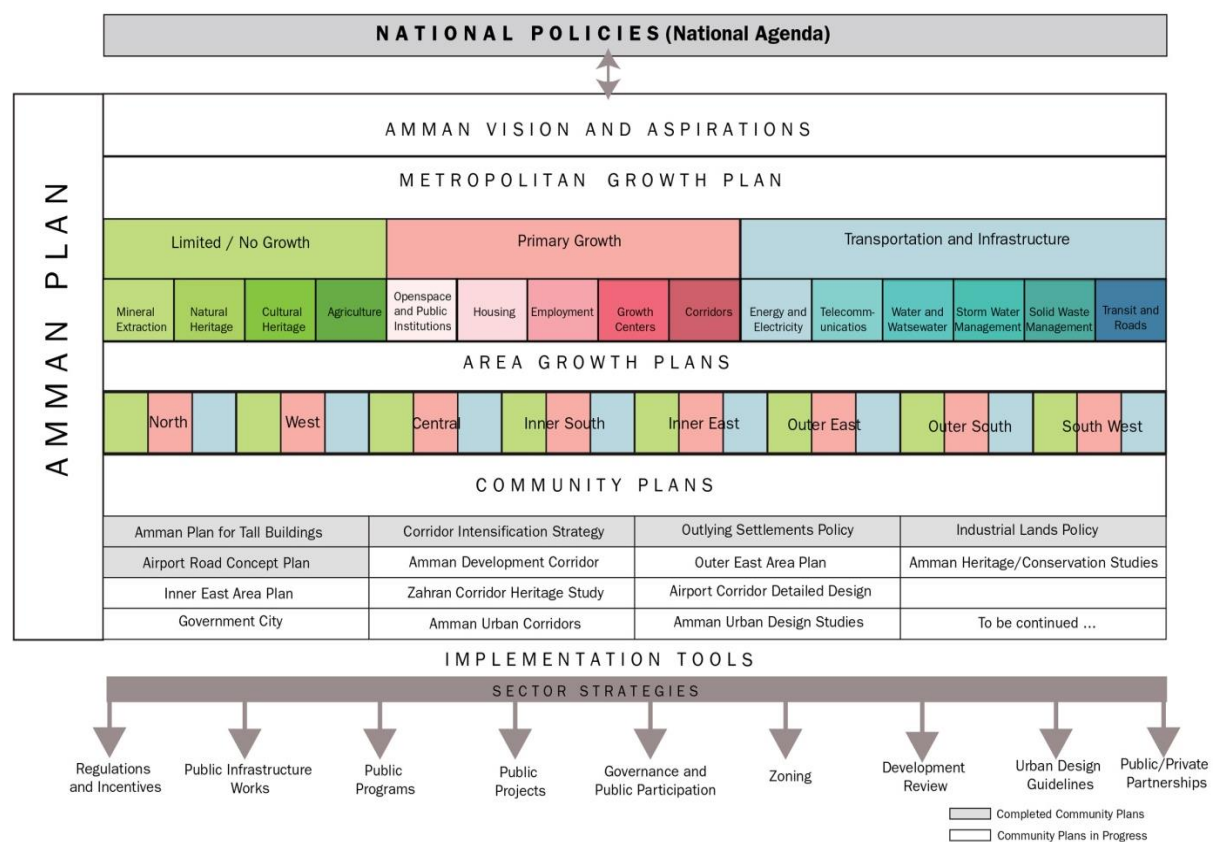 NATIONAL POLICIES (National Agenda)
AMMAN PLAN
AMMAN VISION AND ASPIRATIONS
METROPOLITAN GROWTH PLAN
Limited / No Growth
Primary Growth
Transportation and Infrastructure
Mineral
Extraction
Natural
Heritage
Cultural
Heritage
Agriculture
Openspace
and Public
Institutions
Housing
Employment
Growth
Centers
Corridors
Energy and
Electricity
Telecomm-
unicatios
Water and
Watsewater
Storm Water
Management
Solid Waste
Management
Transit and
Roads
AREA GROWTH PLANS
North
West
Central
Inner South
Inner East
Outer East
Outer South
South West
COMMUNITY PLANS
Amman Plan for Tall Buildings
Corridor Intensification Strategy
Outlying Settlements Policy
Industrial Lands Policy
Airport Road Concept Plan
Amman Development Corridor
Outer East Area Plan
Amman Heritage/Conservation Studies
Inner East Area Plan
Zahran Corridor Heritage Study
Airport Corridor Detailed Design
Government City
Amman Urban Corridors
Amman Urban Design Studies
To be continued ...
IMPLEMENTATION TOOLS
SECTOR STRATEGIES
Regulations
and Incentives
Public Infrastructure
Works
Public
Programs
Public
Projects
Governance and
Public Participation
Zoning
Development
Review
Urban Design
Guidelines
Public/Private
Partnerships
Completed Community Plans
Community Plans in Progress